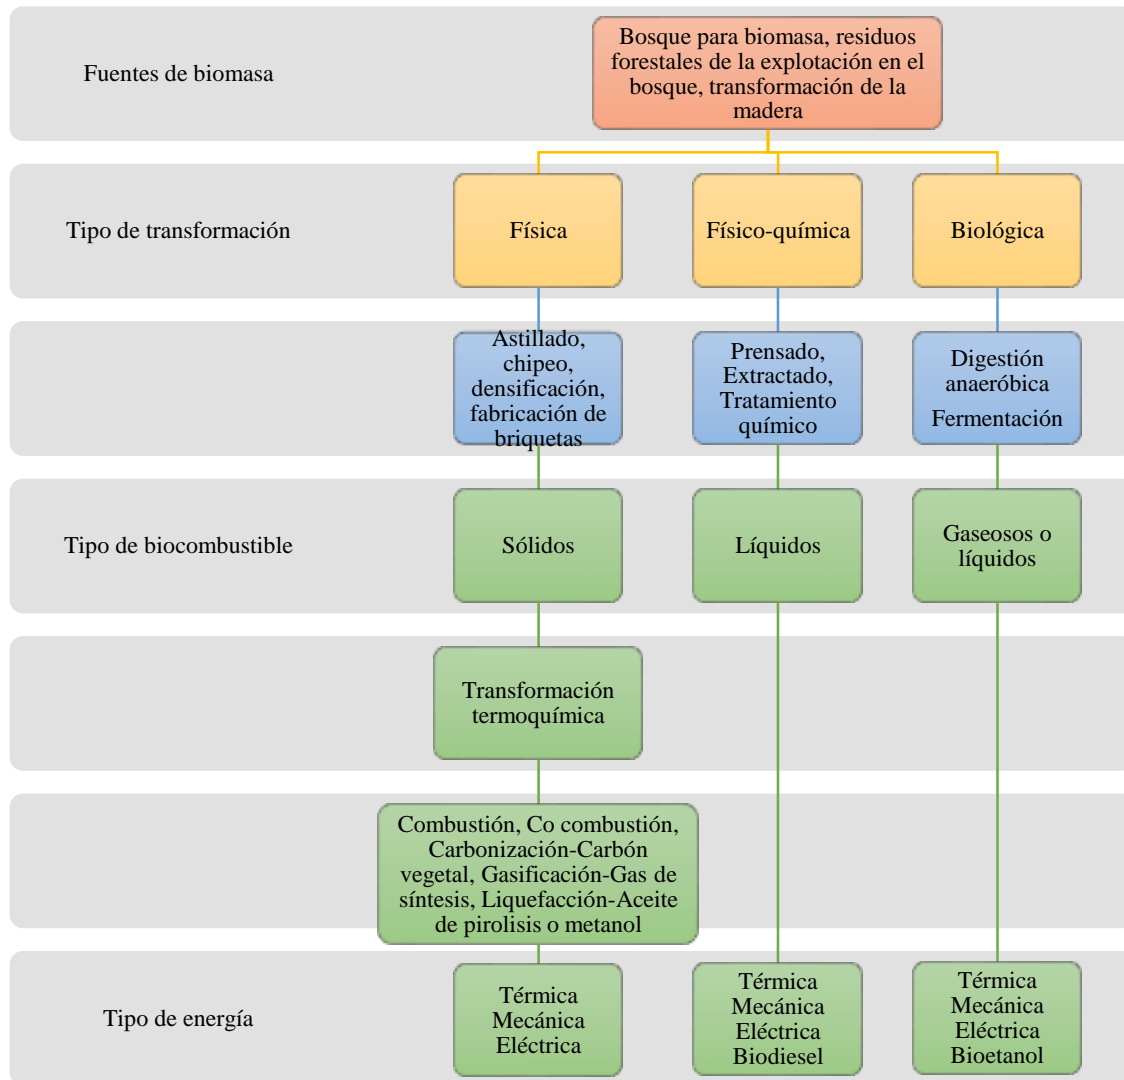 Fuentes de biomasa
Bosque para biomasa, residuos
forestales de la explotación en el
bosque, transformación de la
madera
Tipo de transformación
Física
Físico-química
Biológica
Astillado,
chipeo,
densificación,
fabricación de
briquetas
Prensado,
Extractado,
Tratamiento
químico
Digestión
anaeróbica
Fermentación
Tipo de biocombustible
Sólidos
Líquidos
Gaseosos o
líquidos
Transformación
termoquímica
Combustión, Co combustión,
Carbonización-Carbón
vegetal, Gasificación-Gas de
síntesis, Liquefacción-Aceite
de pirolisis o metanol
Tipo de energía
Térmica
Mecánica
Eléctrica
Térmica
Mecánica
Eléctrica
Biodiesel
Térmica
Mecánica
Eléctrica
Bioetanol